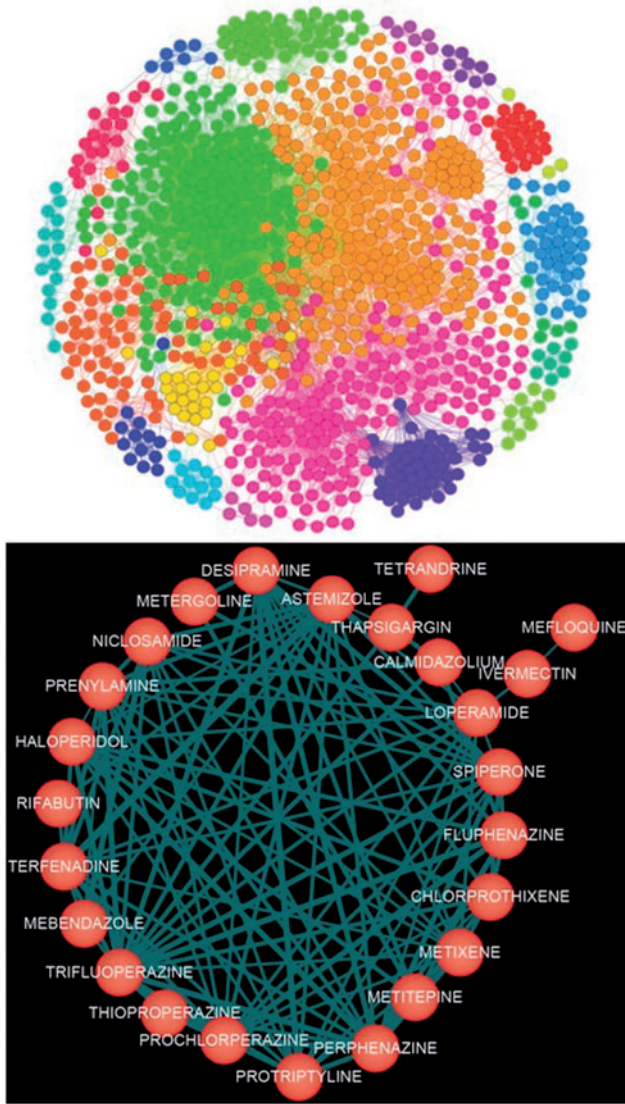 DESIPRAMINE
TETRANDRINE
METERGOLINE
ASTEMIZOLE
THAPSIGARGIN
MEFLOQUINE
NICLOSAMIDE
CALMIDAZOLIUM
IVERMECTIN
PRENYLAMINE
LOPERAMIDE
HALOPERIDOL
SPIPERONE
RIFABUTIN
FLUPHENAZINE
TERFENADINE
CHLORPROTHIXENE
MEBENDAZOLE
METIXENE
TRIFLUOPERAZINE
METITEPINE
THIOPROPERAZINE
PROCHLORPERAZINE
PERPHENAZINE
PROTRIPTYLINE